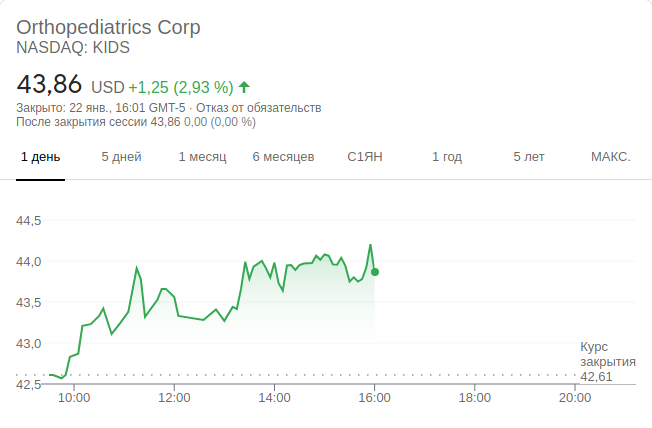 Orthopediatrics Corp
NASDAQ: KIDS
43,86 USD +1,25 (2,93 %)
Закрыто: 22 янв., 16:01 GMT-5 · Отказ от обязательств
После закрытия сессии 43,86 0,00 (0,00 %)
1 день 5 дней 1 месяц 6 месяцев С1ЯН 1 год 5 лет МАКС.
44,5
44,0
43,5
43,0
Курс
закрытия
42,61
42,5
10:00 12:00 14:00 16:00 18:00 20:00